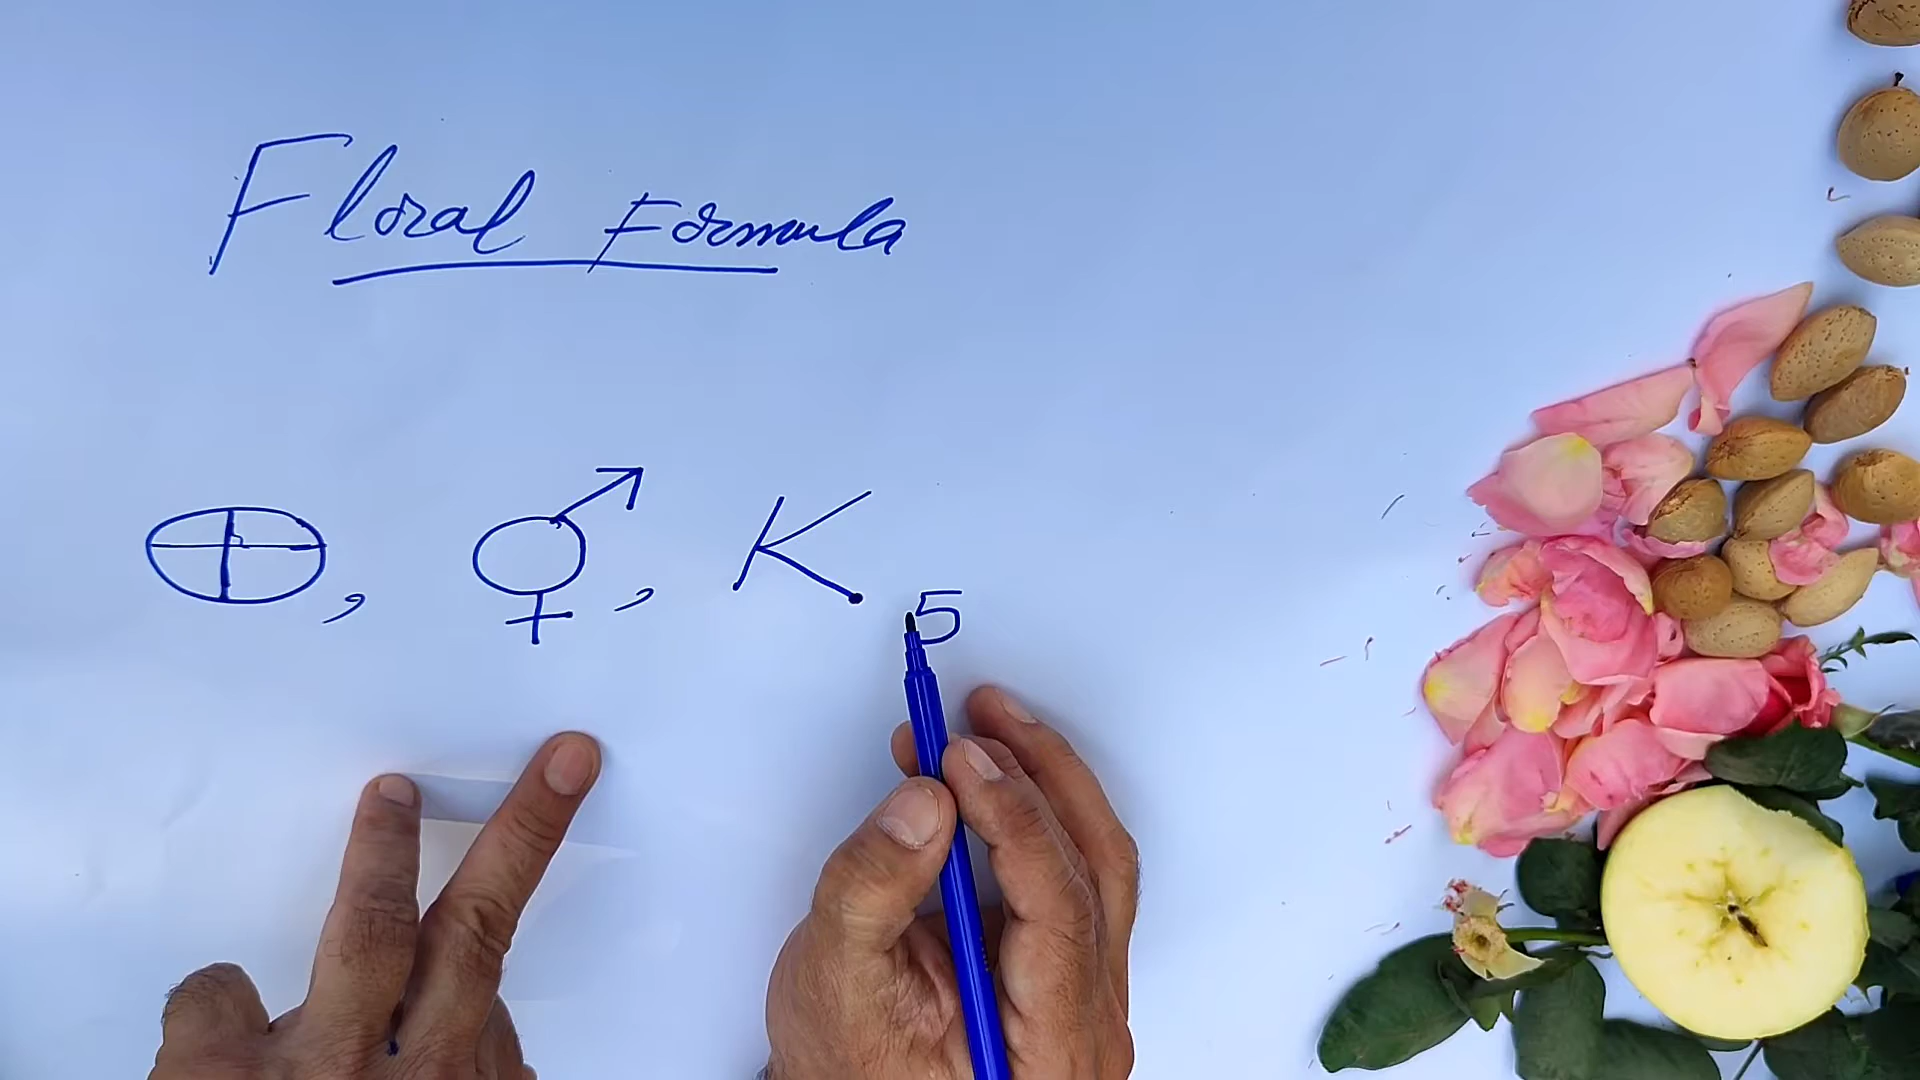 Floral Formula
⊕, ⚥, K₅